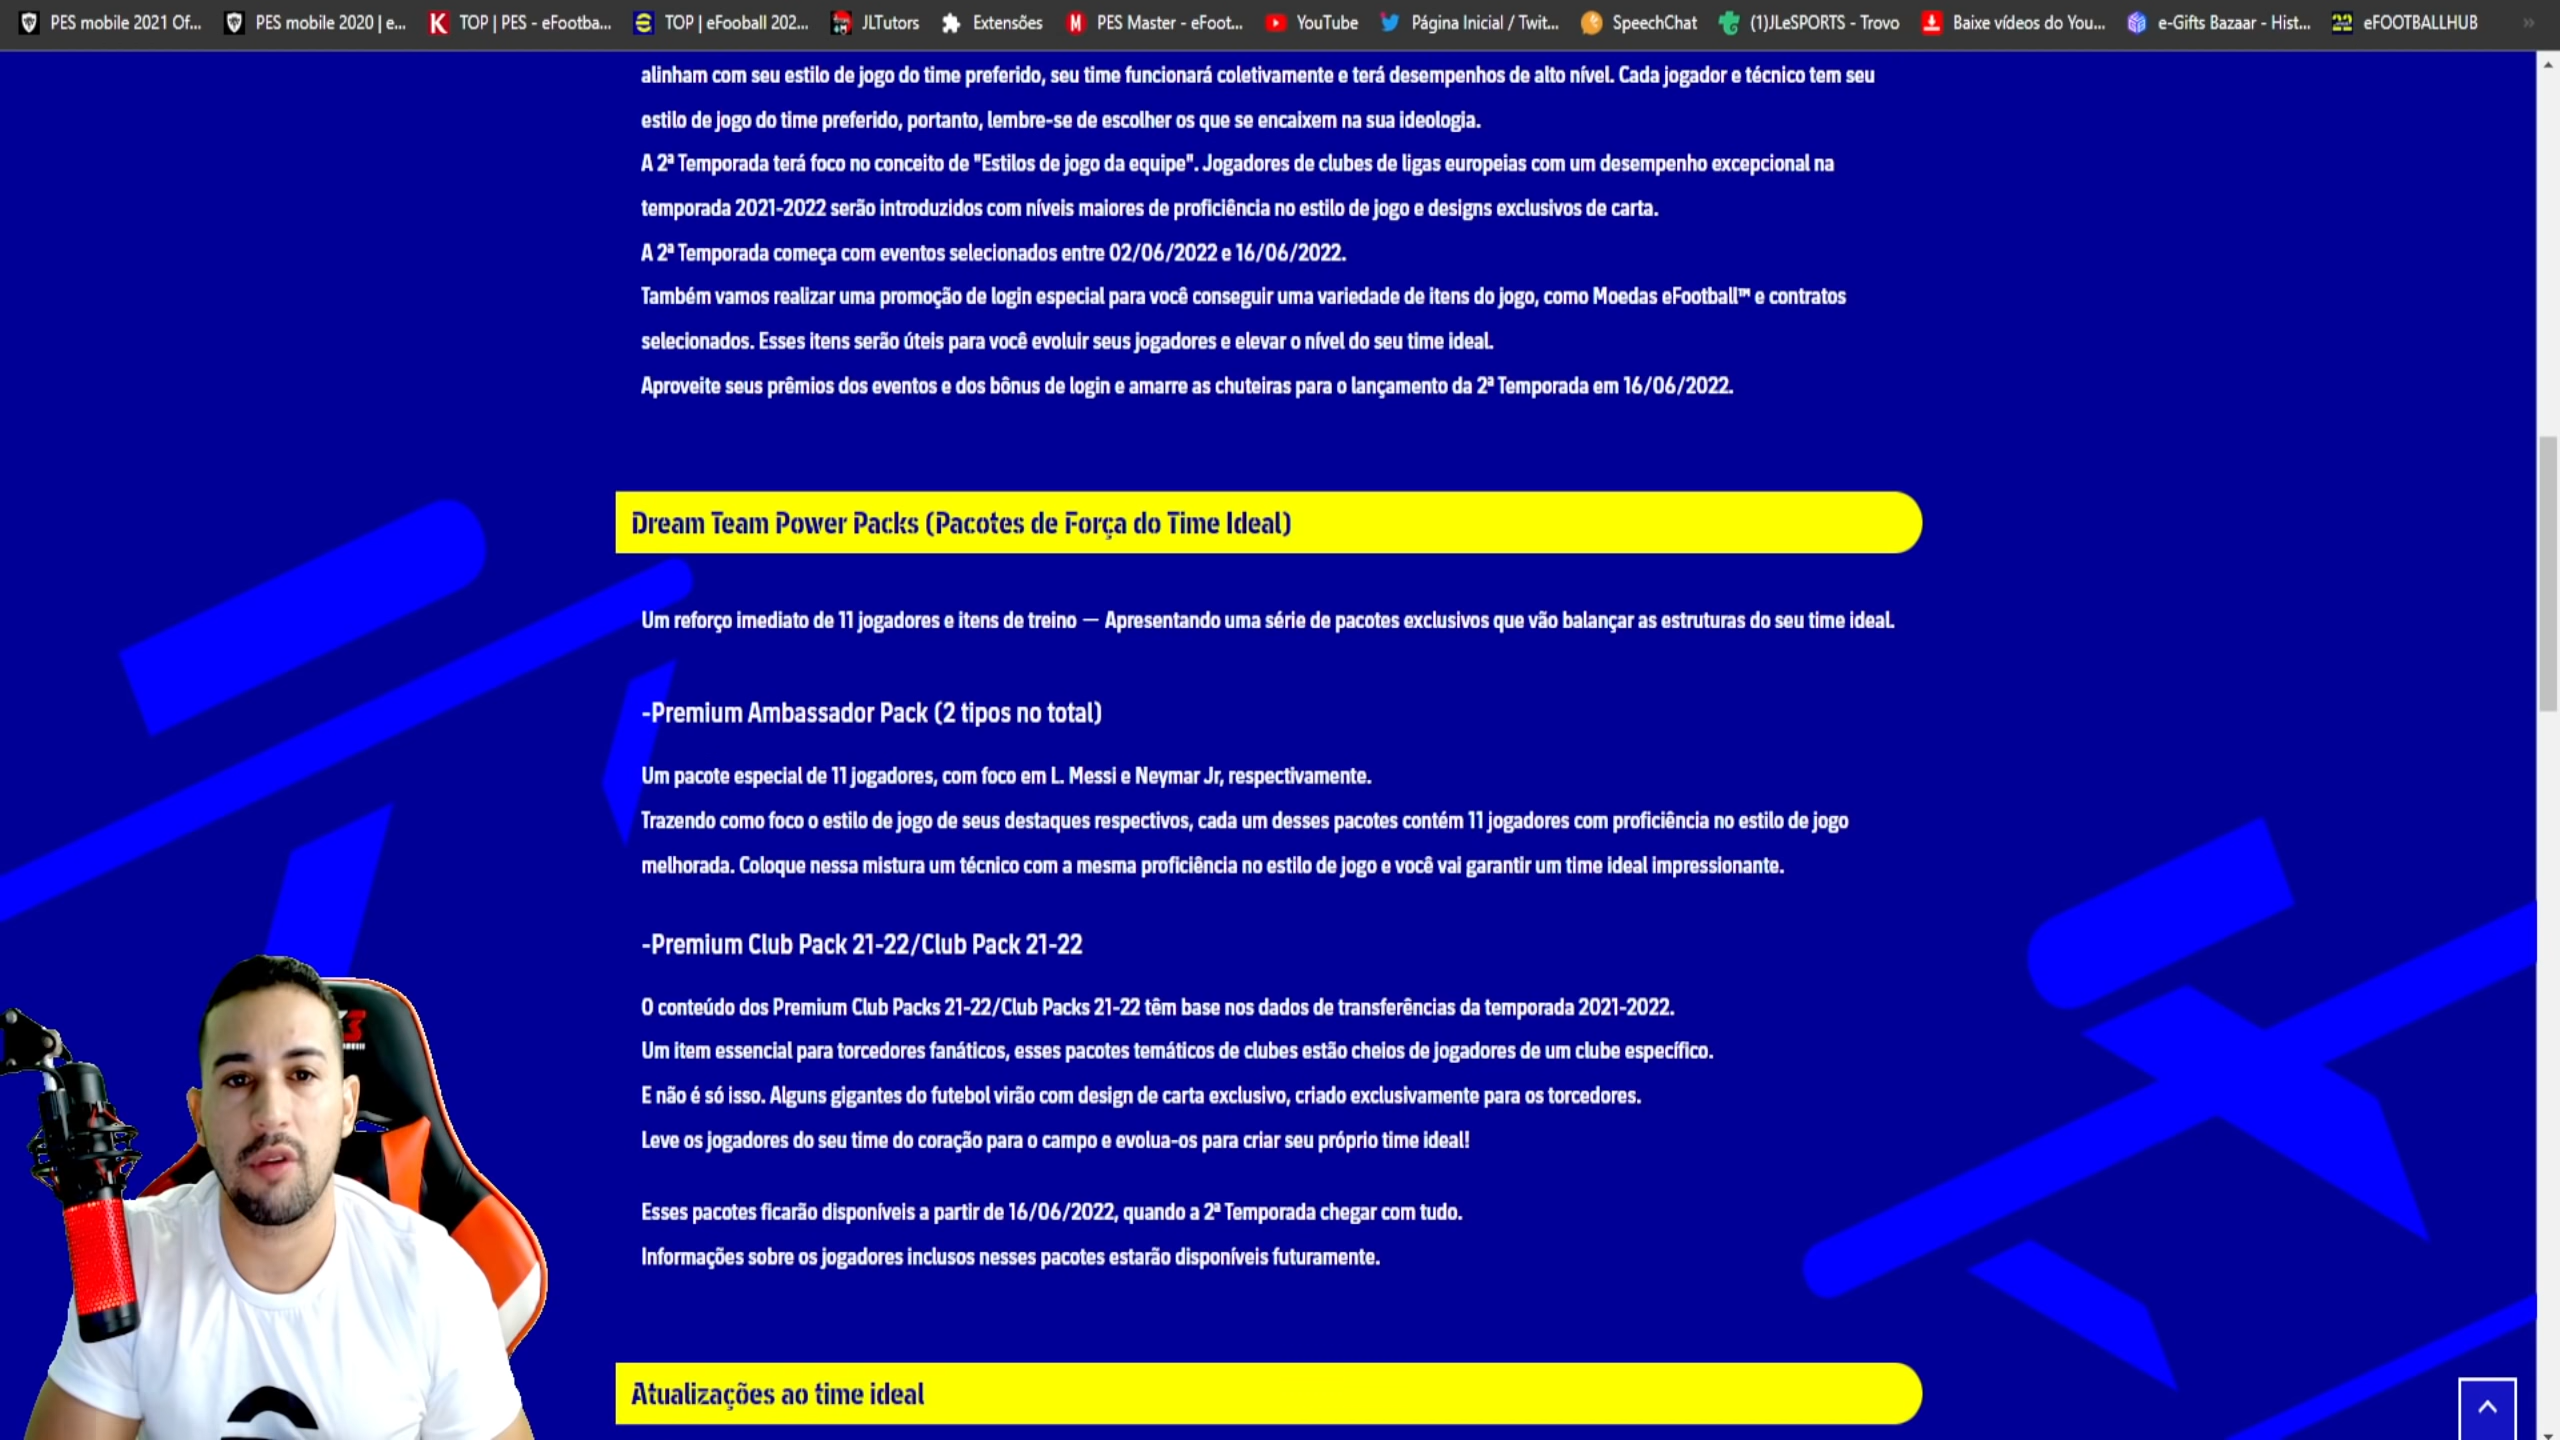 PES mobile 2021 Of...
PES mobile 2020 | e...
TOP | PES - eFootba...
TOP | eFooball 202...
JLTutors
Extensões
PES Master - eFoot...
YouTube
Página Inicial / Twit...
SpeechChat
(1)JLeSPORTS - Trovo
Baixe vídeos do You...
e-Gifts Bazaar - Hist...
eFOOTBALLHUB
alinham com seu estilo de jogo do time preferido, seu time funcionará coletivamente e terá desempenhos de alto nível. Cada jogador e técnico tem seu
estilo de jogo do time preferido, portanto, lembre-se de escolher os que se encaixem na sua ideologia.
A 2ª Temporada terá foco no conceito de "Estilos de jogo da equipe". Jogadores de clubes de ligas europeias com um desempenho excepcional na
temporada 2021-2022 serão introduzidos com níveis maiores de proficiência no estilo de jogo e designs exclusivos de carta.
A 2ª Temporada começa com eventos selecionados entre 02/06/2022 e 16/06/2022.
Também vamos realizar uma promoção de login especial para você conseguir uma variedade de itens do jogo, como Moedas eFootball™ e contratos
selecionados. Esses itens serão úteis para você evoluir seus jogadores e elevar o nível do seu time ideal.
Aproveite seus prêmios dos eventos e dos bônus de login e amarre as chuteiras para o lançamento da 2ª Temporada em 16/06/2022.
Dream Team Power Packs (Pacotes de Força do Time Ideal)
Um reforço imediato de 11 jogadores e itens de treino — Apresentando uma série de pacotes exclusivos que vão balançar as estruturas do seu time ideal.
-Premium Ambassador Pack (2 tipos no total)
Um pacote especial de 11 jogadores, com foco em L. Messi e Neymar Jr, respectivamente.
Trazendo como foco o estilo de jogo de seus destaques respectivos, cada um desses pacotes contém 11 jogadores com proficiência no estilo de jogo
melhorada. Coloque nessa mistura um técnico com a mesma proficiência no estilo de jogo e você vai garantir um time ideal impressionante.
-Premium Club Pack 21-22/Club Pack 21-22
O conteúdo dos Premium Club Packs 21-22/Club Packs 21-22 têm base nos dados de transferências da temporada 2021-2022.
Um item essencial para torcedores fanáticos, esses pacotes temáticos de clubes estão cheios de jogadores de um clube específico.
E não é só isso. Alguns gigantes do futebol virão com design de carta exclusivo, criado exclusivamente para os torcedores.
Leve os jogadores do seu time do coração para o campo e evolua-os para criar seu próprio time ideal!
Esses pacotes ficarão disponíveis a partir de 16/06/2022, quando a 2ª Temporada chegar com tudo.
Informações sobre os jogadores inclusos nesses pacotes estarão disponíveis futuramente.
Atualizações ao time ideal